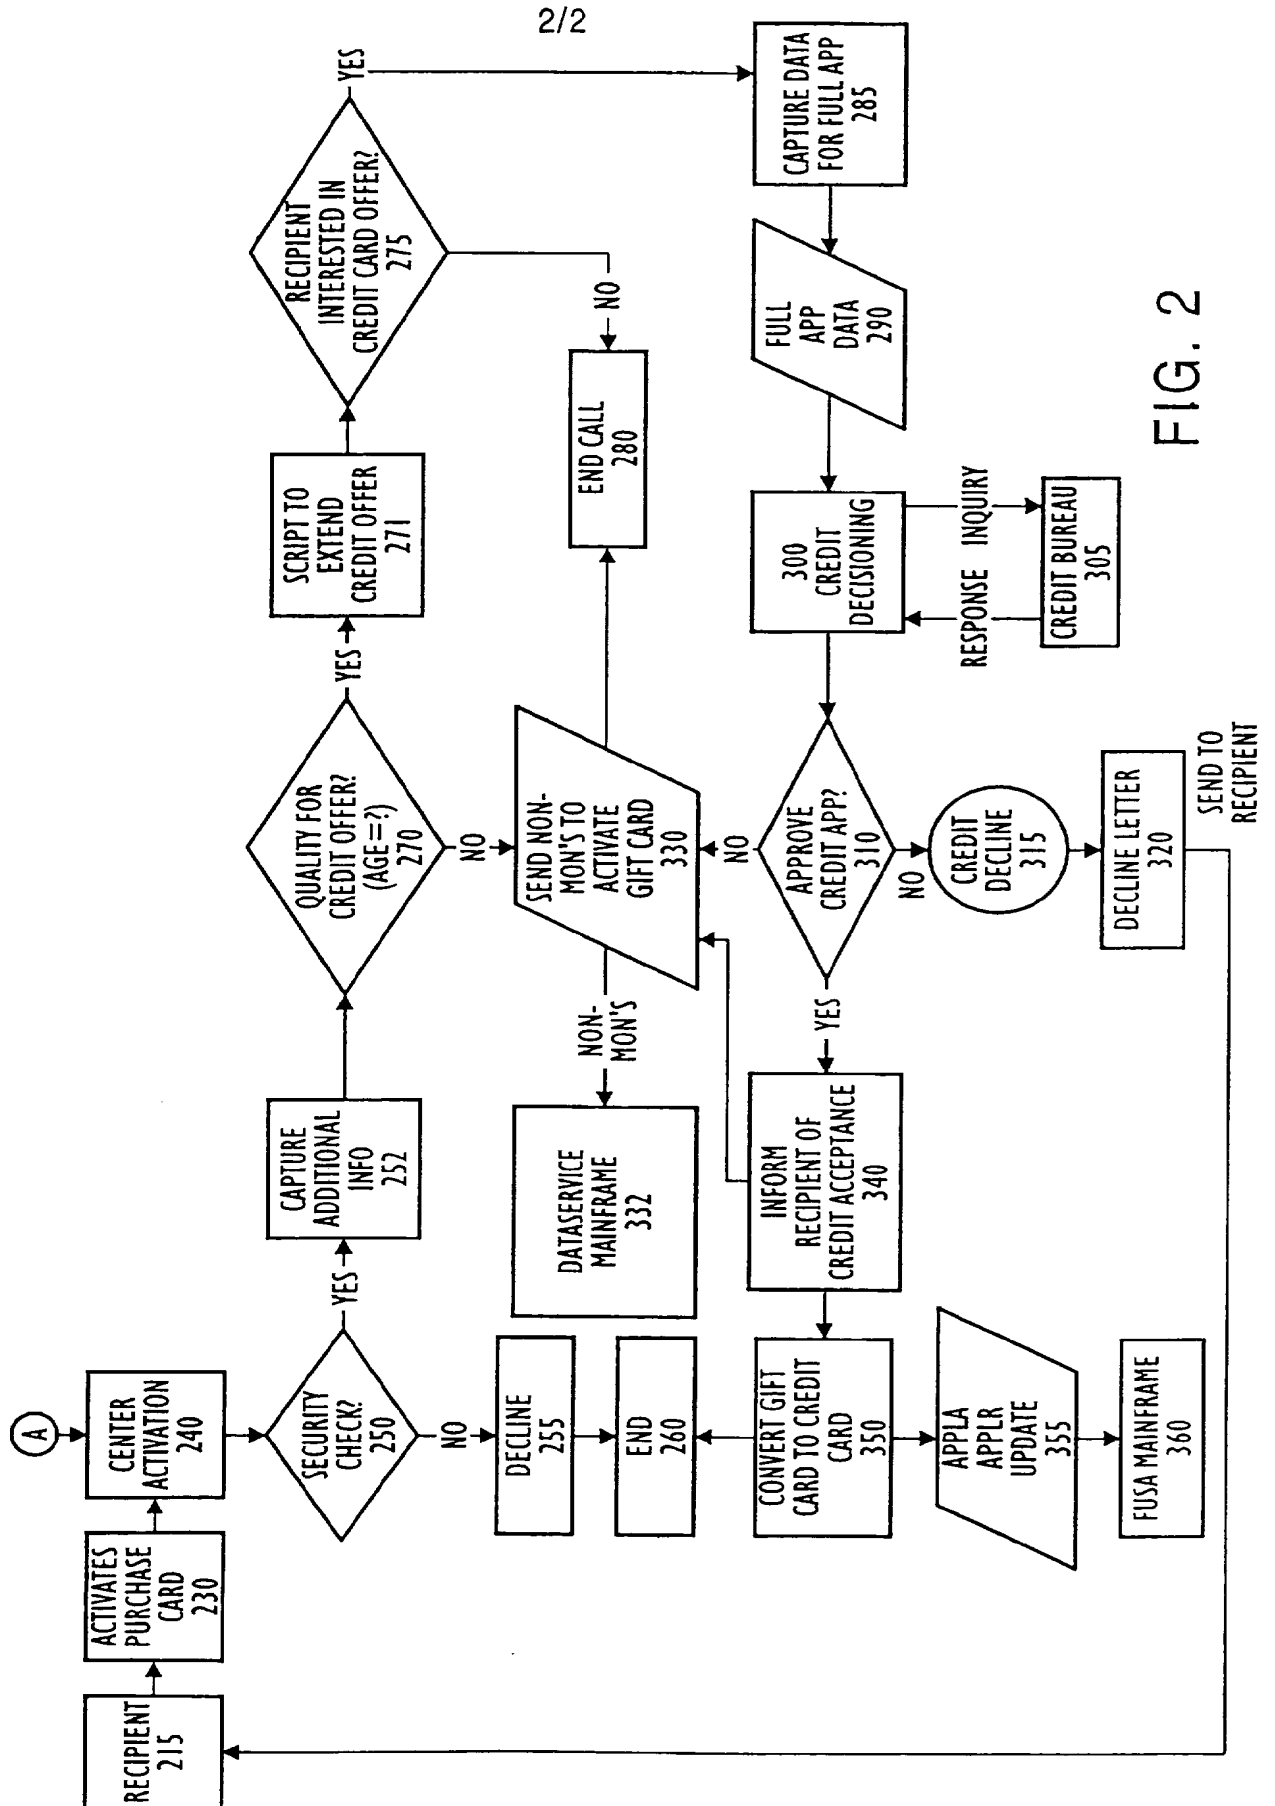 2/2
A
RECIPIENT
215
ACTIVATES
PURCHASE
CARD
230
CENTER
ACTIVATION
240
SECURITY
CHECK?
250
YES
NO
CAPTURE
ADDITIONAL
INFO
252
QUALITY FOR
CREDIT OFFER?
(AGE=?)
270
YES
NO
SCRIPT TO
EXTEND
CREDIT OFFER
271
RECIPIENT
INTERESTED IN
CREDIT CARD OFFER?
275
YES
NO
DECLINE
255
END
260
DATASERVICE
MAINFRAME
332
NON-
MON'S
SEND NON-
MON'S TO
ACTIVATE
GIFT CARD
330
END CALL
280
CAPTURE DATA
FOR FULL APP
285
FULL
APP
DATA
290
300
CREDIT
DECISIONING
RESPONSE
INQUIRY
CREDIT BUREAU
305
APPROVE
CREDIT APP?
310
NO
NO
YES
CREDIT
DECLINE
315
DECLINE LETTER
320
SEND TO
RECIPIENT
INFORM
RECIPIENT OF
CREDIT ACCEPTANCE
340
CONVERT GIFT
CARD TO CREDIT
CARD
350
APPLA
APPLR
UPDATE
355
FUSA MAINFRAME
360
FIG. 2